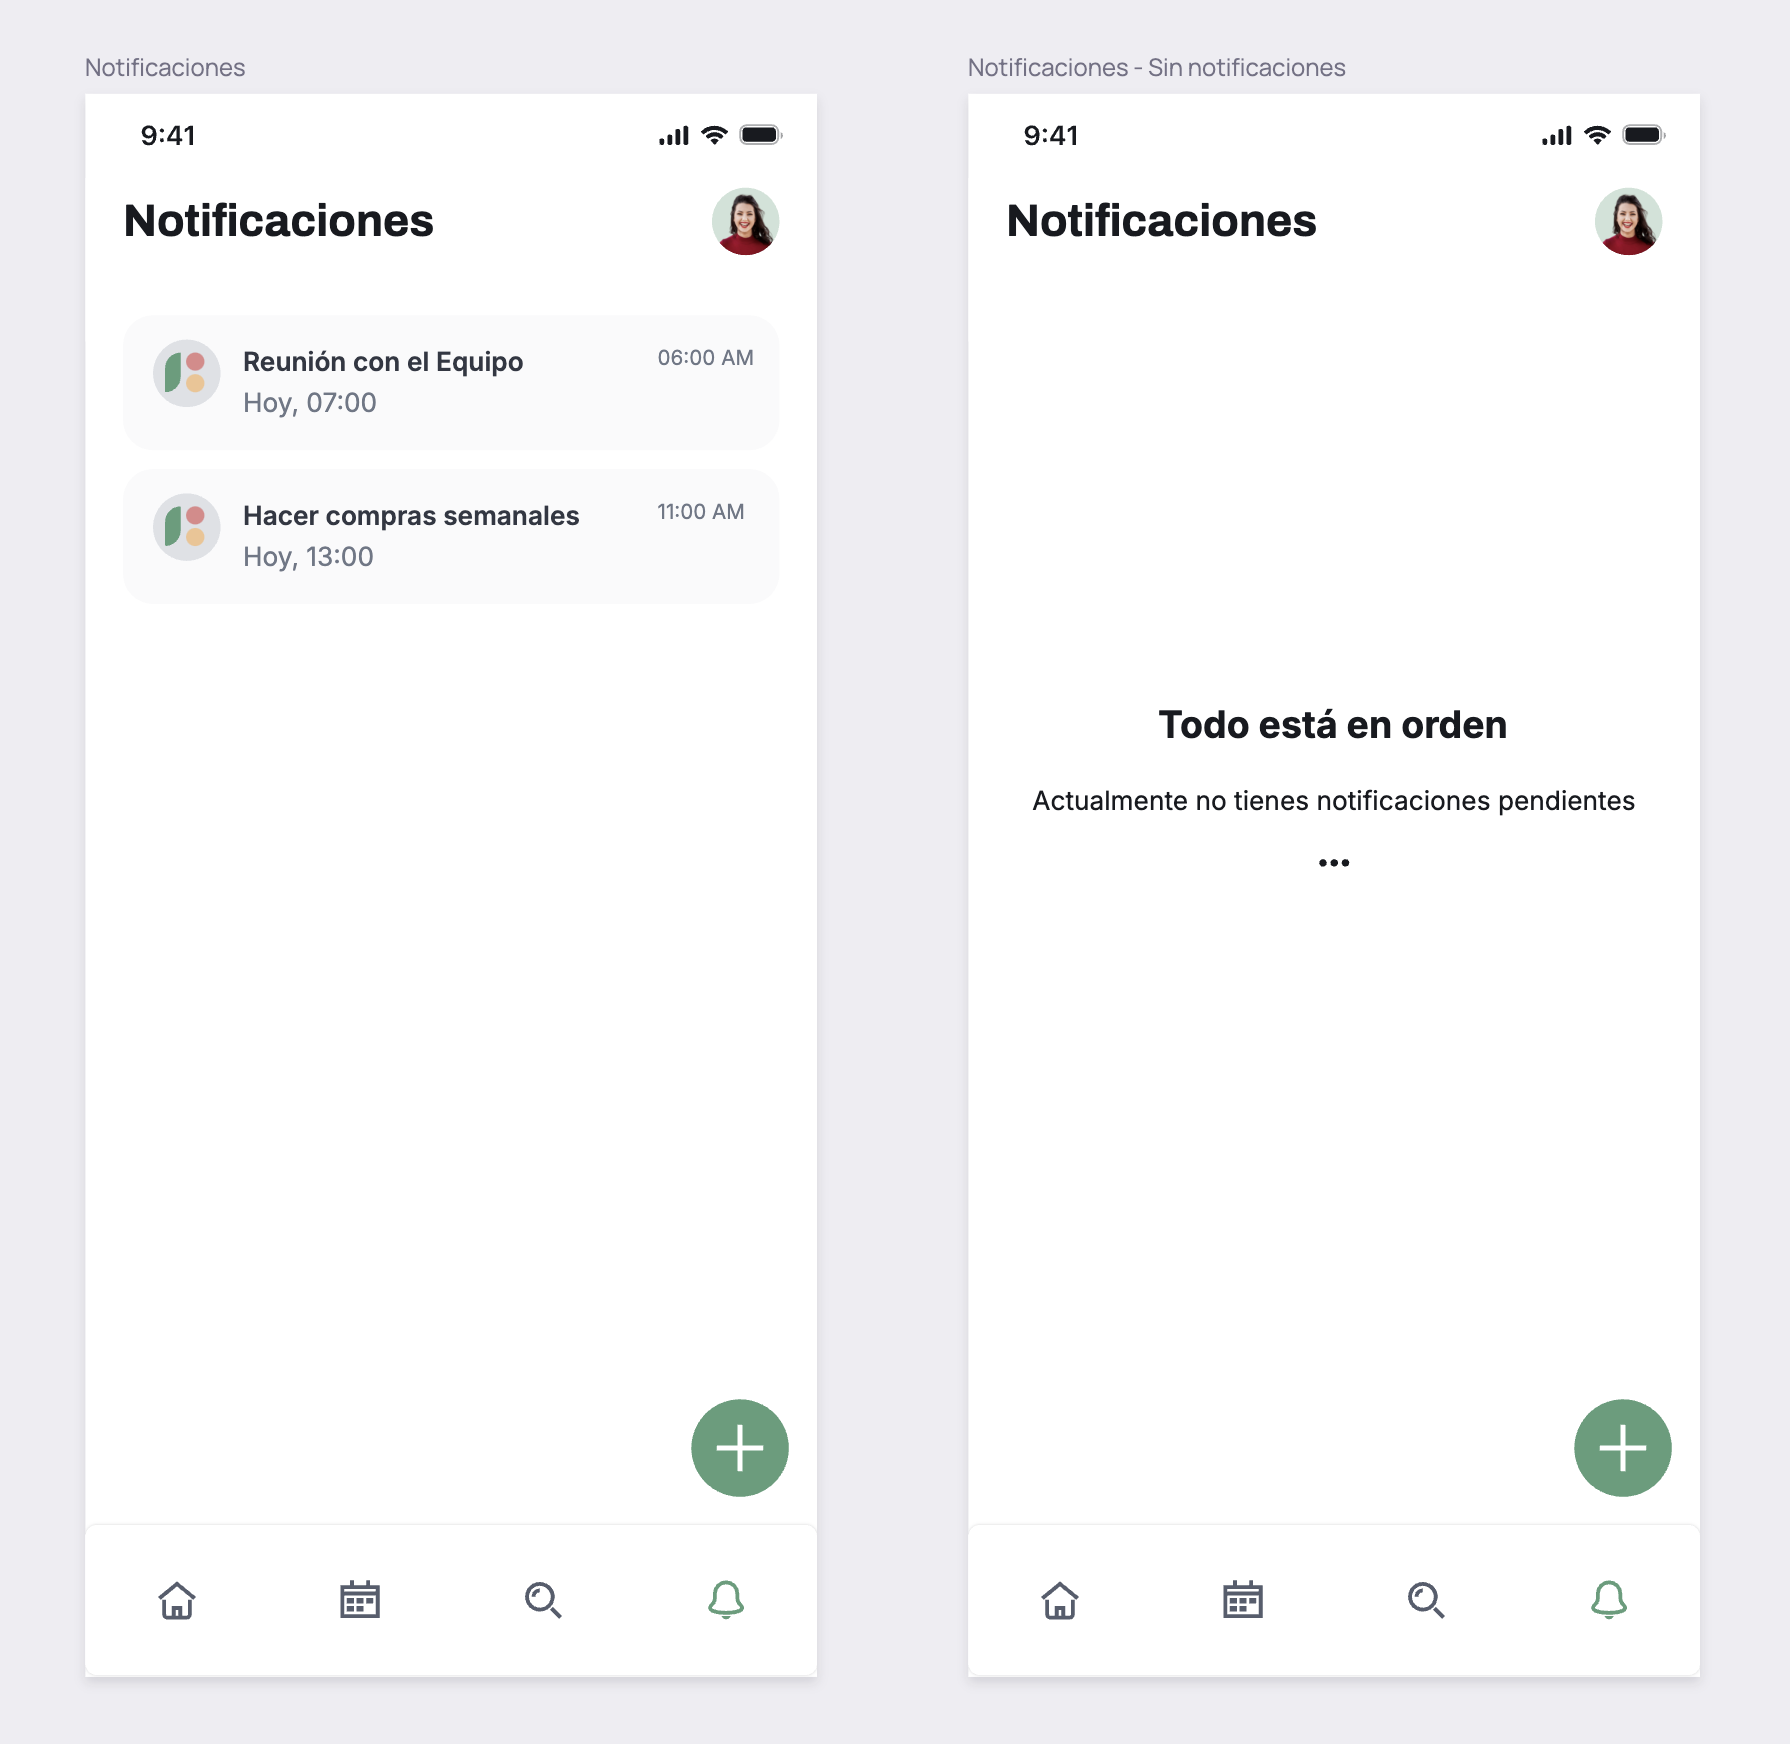 Notificaciones
9:41
Notificaciones
Reunión con el Equipo
06:00 AM
Hoy, 07:00
Hacer compras semanales
11:00 AM
Hoy, 13:00
Notificaciones - Sin notificaciones
9:41
Notificaciones
Todo está en orden
Actualmente no tienes notificaciones pendientes
...